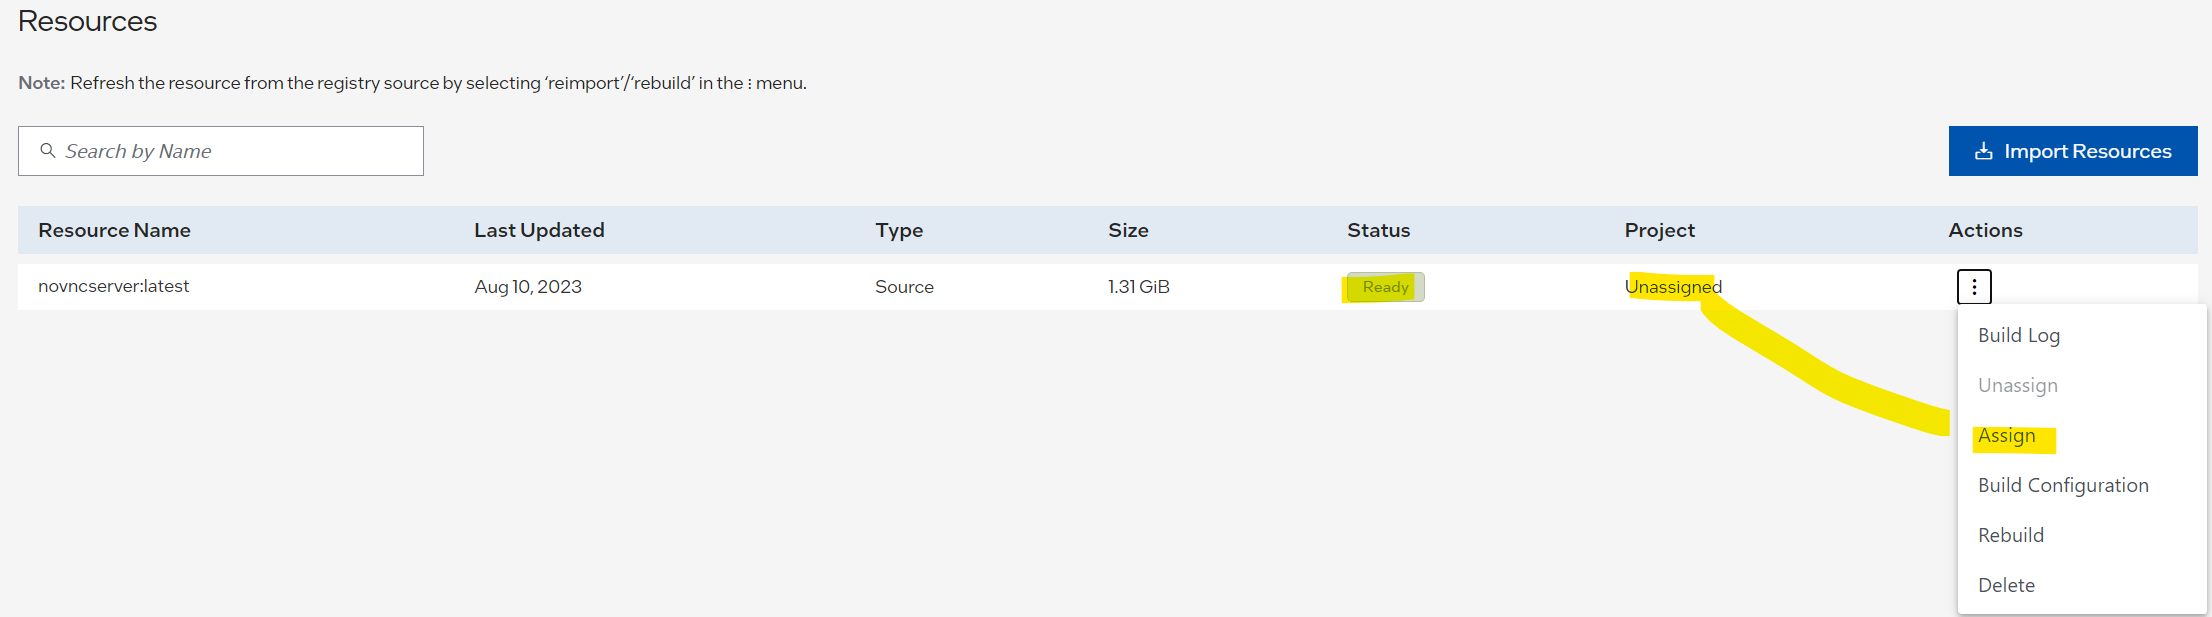 Resources
Note: Refresh the resource from the registry source by selecting ‘reimport’/‘rebuild’ in the ⋮ menu.
Search by Name
Import Resources
Resource Name Last Updated Type Size Status Project Actions
novncserver:latest Aug 10, 2023 Source 1.31 GiB Ready Unassigned
Build Log
Unassign
Assign
Build Configuration
Rebuild
Delete